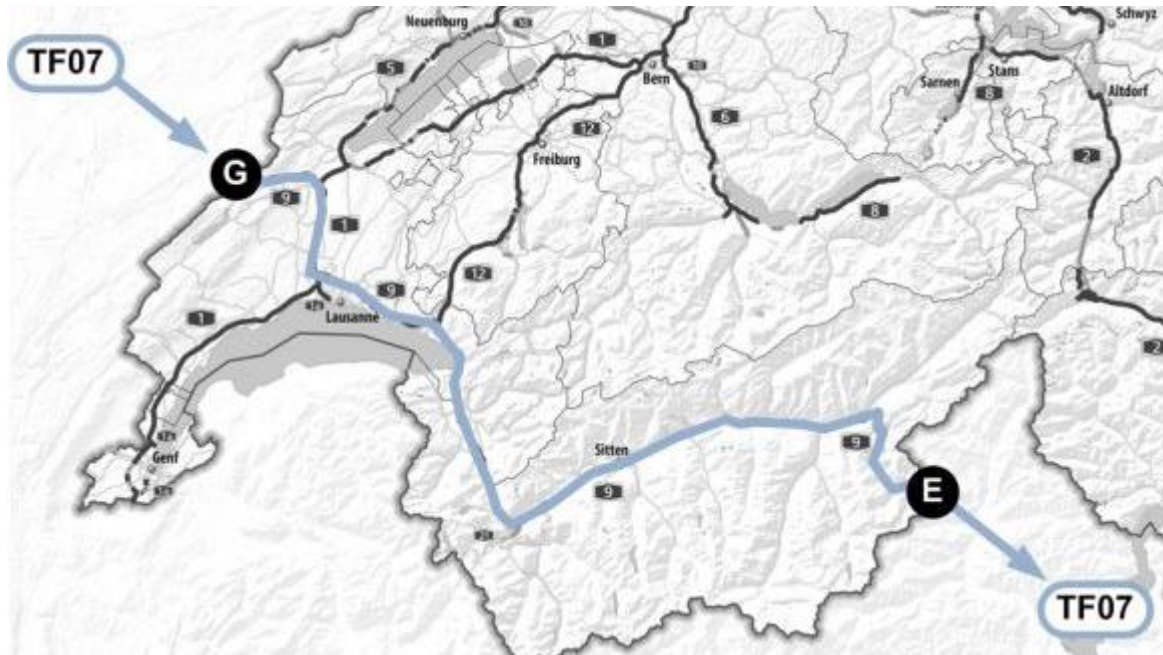 Neuenburg
10
Schwyz
TF07
1
5
Bern
10
Stans
Sarnen
8
Altdorf
6
12
Freiburg
2
G
9
1
8
12
9
Lausanne
1
2
Genf
Sitten
9
9
E
TF07